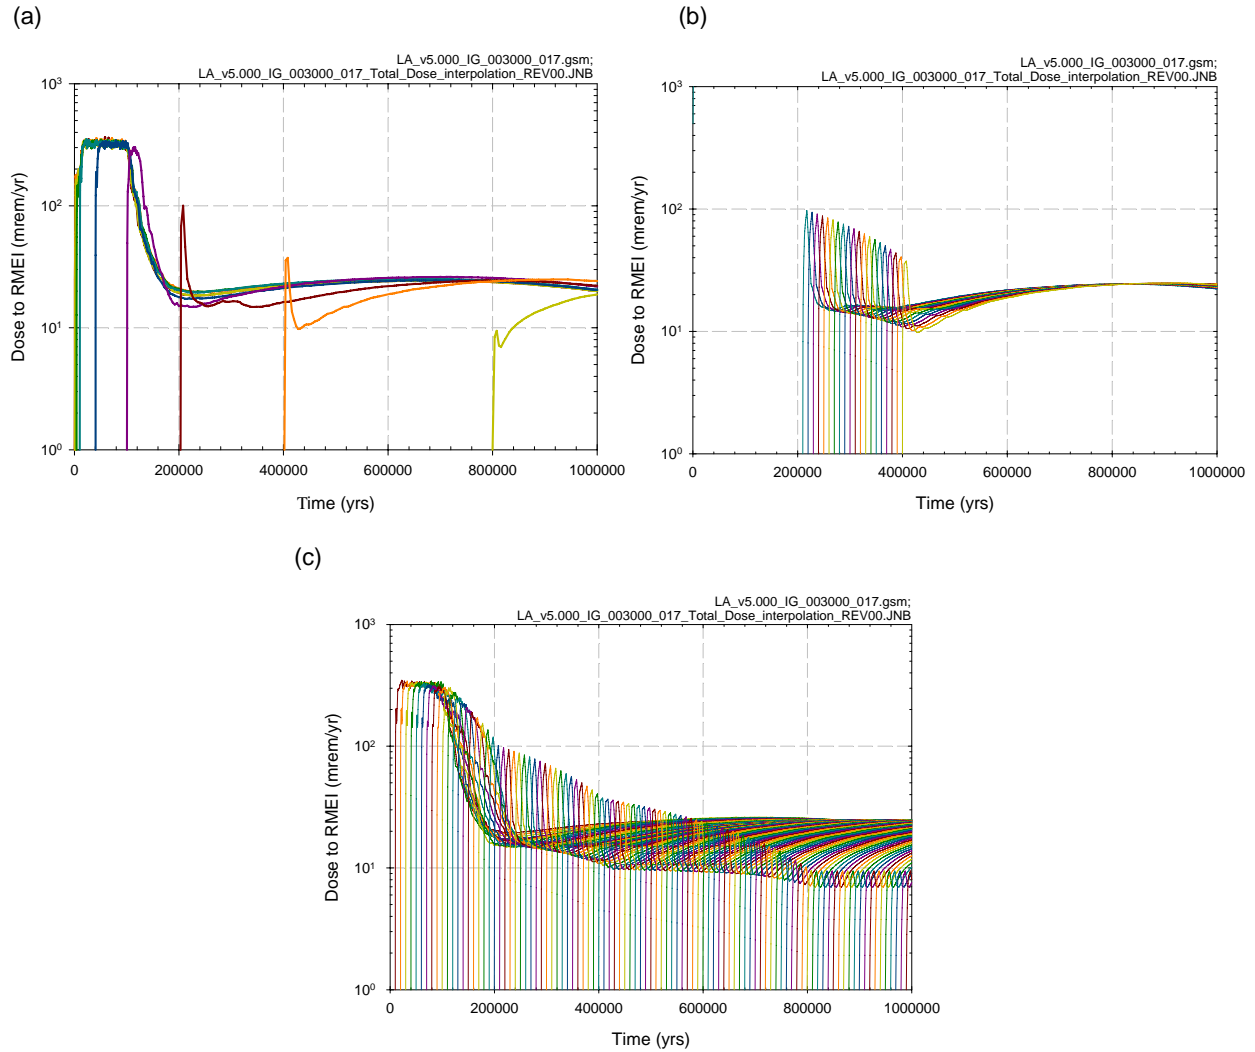 (a)
LA_v5.000_IG_003000_017.gsm;
LA_v5.000_IG_003000_017_Total_Dose_interpolation_REV00.JNB
10³
10²
10¹
10⁰
Dose to RMEI (mrem/yr)
0 200000 400000 600000 800000 1000000
Time (yrs)
(b)
LA_v5.000_IG_003000_017.gsm;
LA_v5.000_IG_003000_017_Total_Dose_interpolation_REV00.JNB
10³
10²
10¹
10⁰
Dose to RMEI (mrem/yr)
0 200000 400000 600000 800000 1000000
Time (yrs)
(c)
LA_v5.000_IG_003000_017.gsm;
LA_v5.000_IG_003000_017_Total_Dose_interpolation_REV00.JNB
10³
10²
10¹
10⁰
Dose to RMEI (mrem/yr)
0 200000 400000 600000 800000 1000000
Time (yrs)